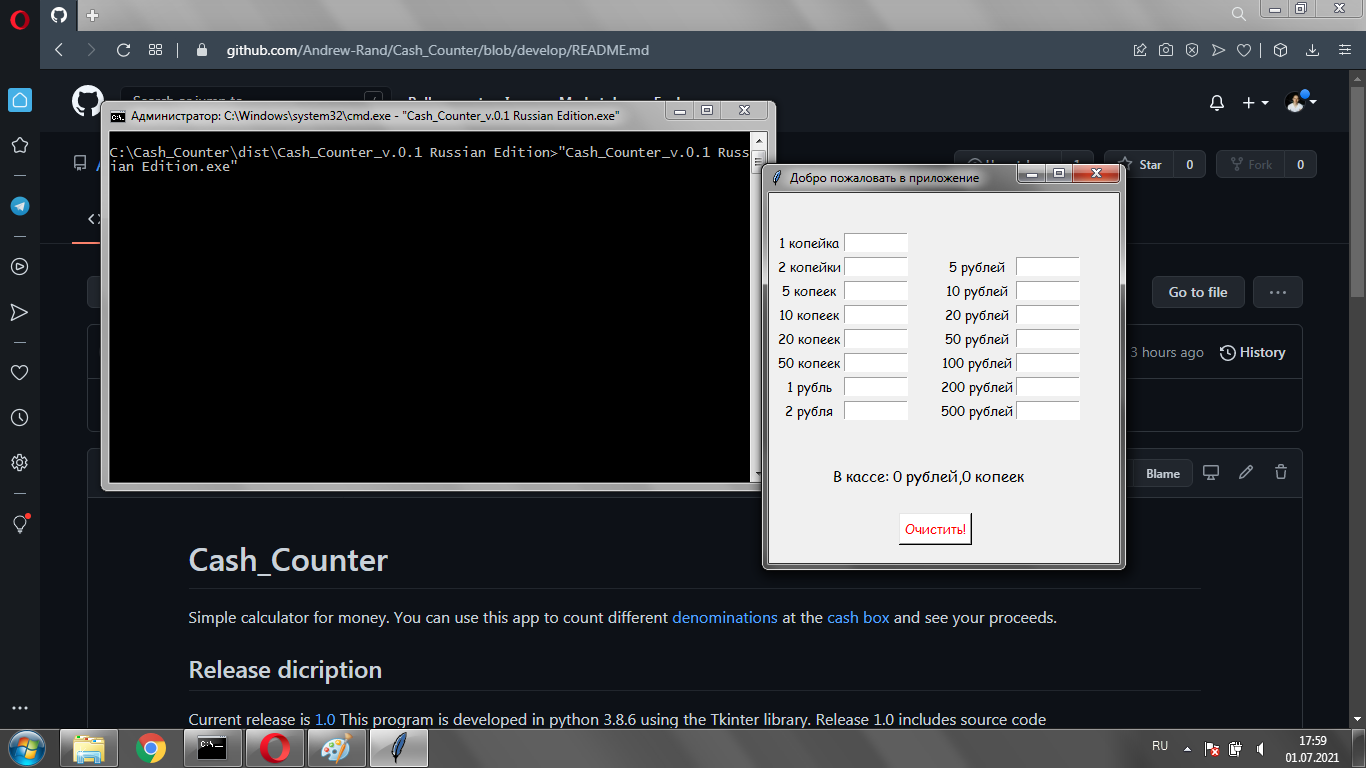 github.com/Andrew-Rand/Cash_Counter/blob/develop/README.md
Администратор: C:\Windows\system32\cmd.exe - "Cash_Counter_v.0.1 Russian Edition.exe"
C:\Cash_Counter\dist\Cash_Counter_v.0.1 Russian Edition>"Cash_Counter_v.0.1 Russ
ian Edition.exe"
Star 0
Fork 0
Добро пожаловать в приложение
1 копейка
2 копейки 5 рублей
5 копеек 10 рублей
10 копеек 20 рублей
20 копеек 50 рублей
50 копеек 100 рублей
1 рубль 200 рублей
2 рубля 500 рублей
В кассе: 0 рублей,0 копеек
Очистить!
Go to file
3 hours ago History
Blame
Cash_Counter
Simple calculator for money. You can use this app to count different denominations at the cash box and see your proceeds.
Release dicription
Current release is 1.0 This program is developed in python 3.8.6 using the Tkinter library. Release 1.0 includes source code
RU
17:59
01.07.2021